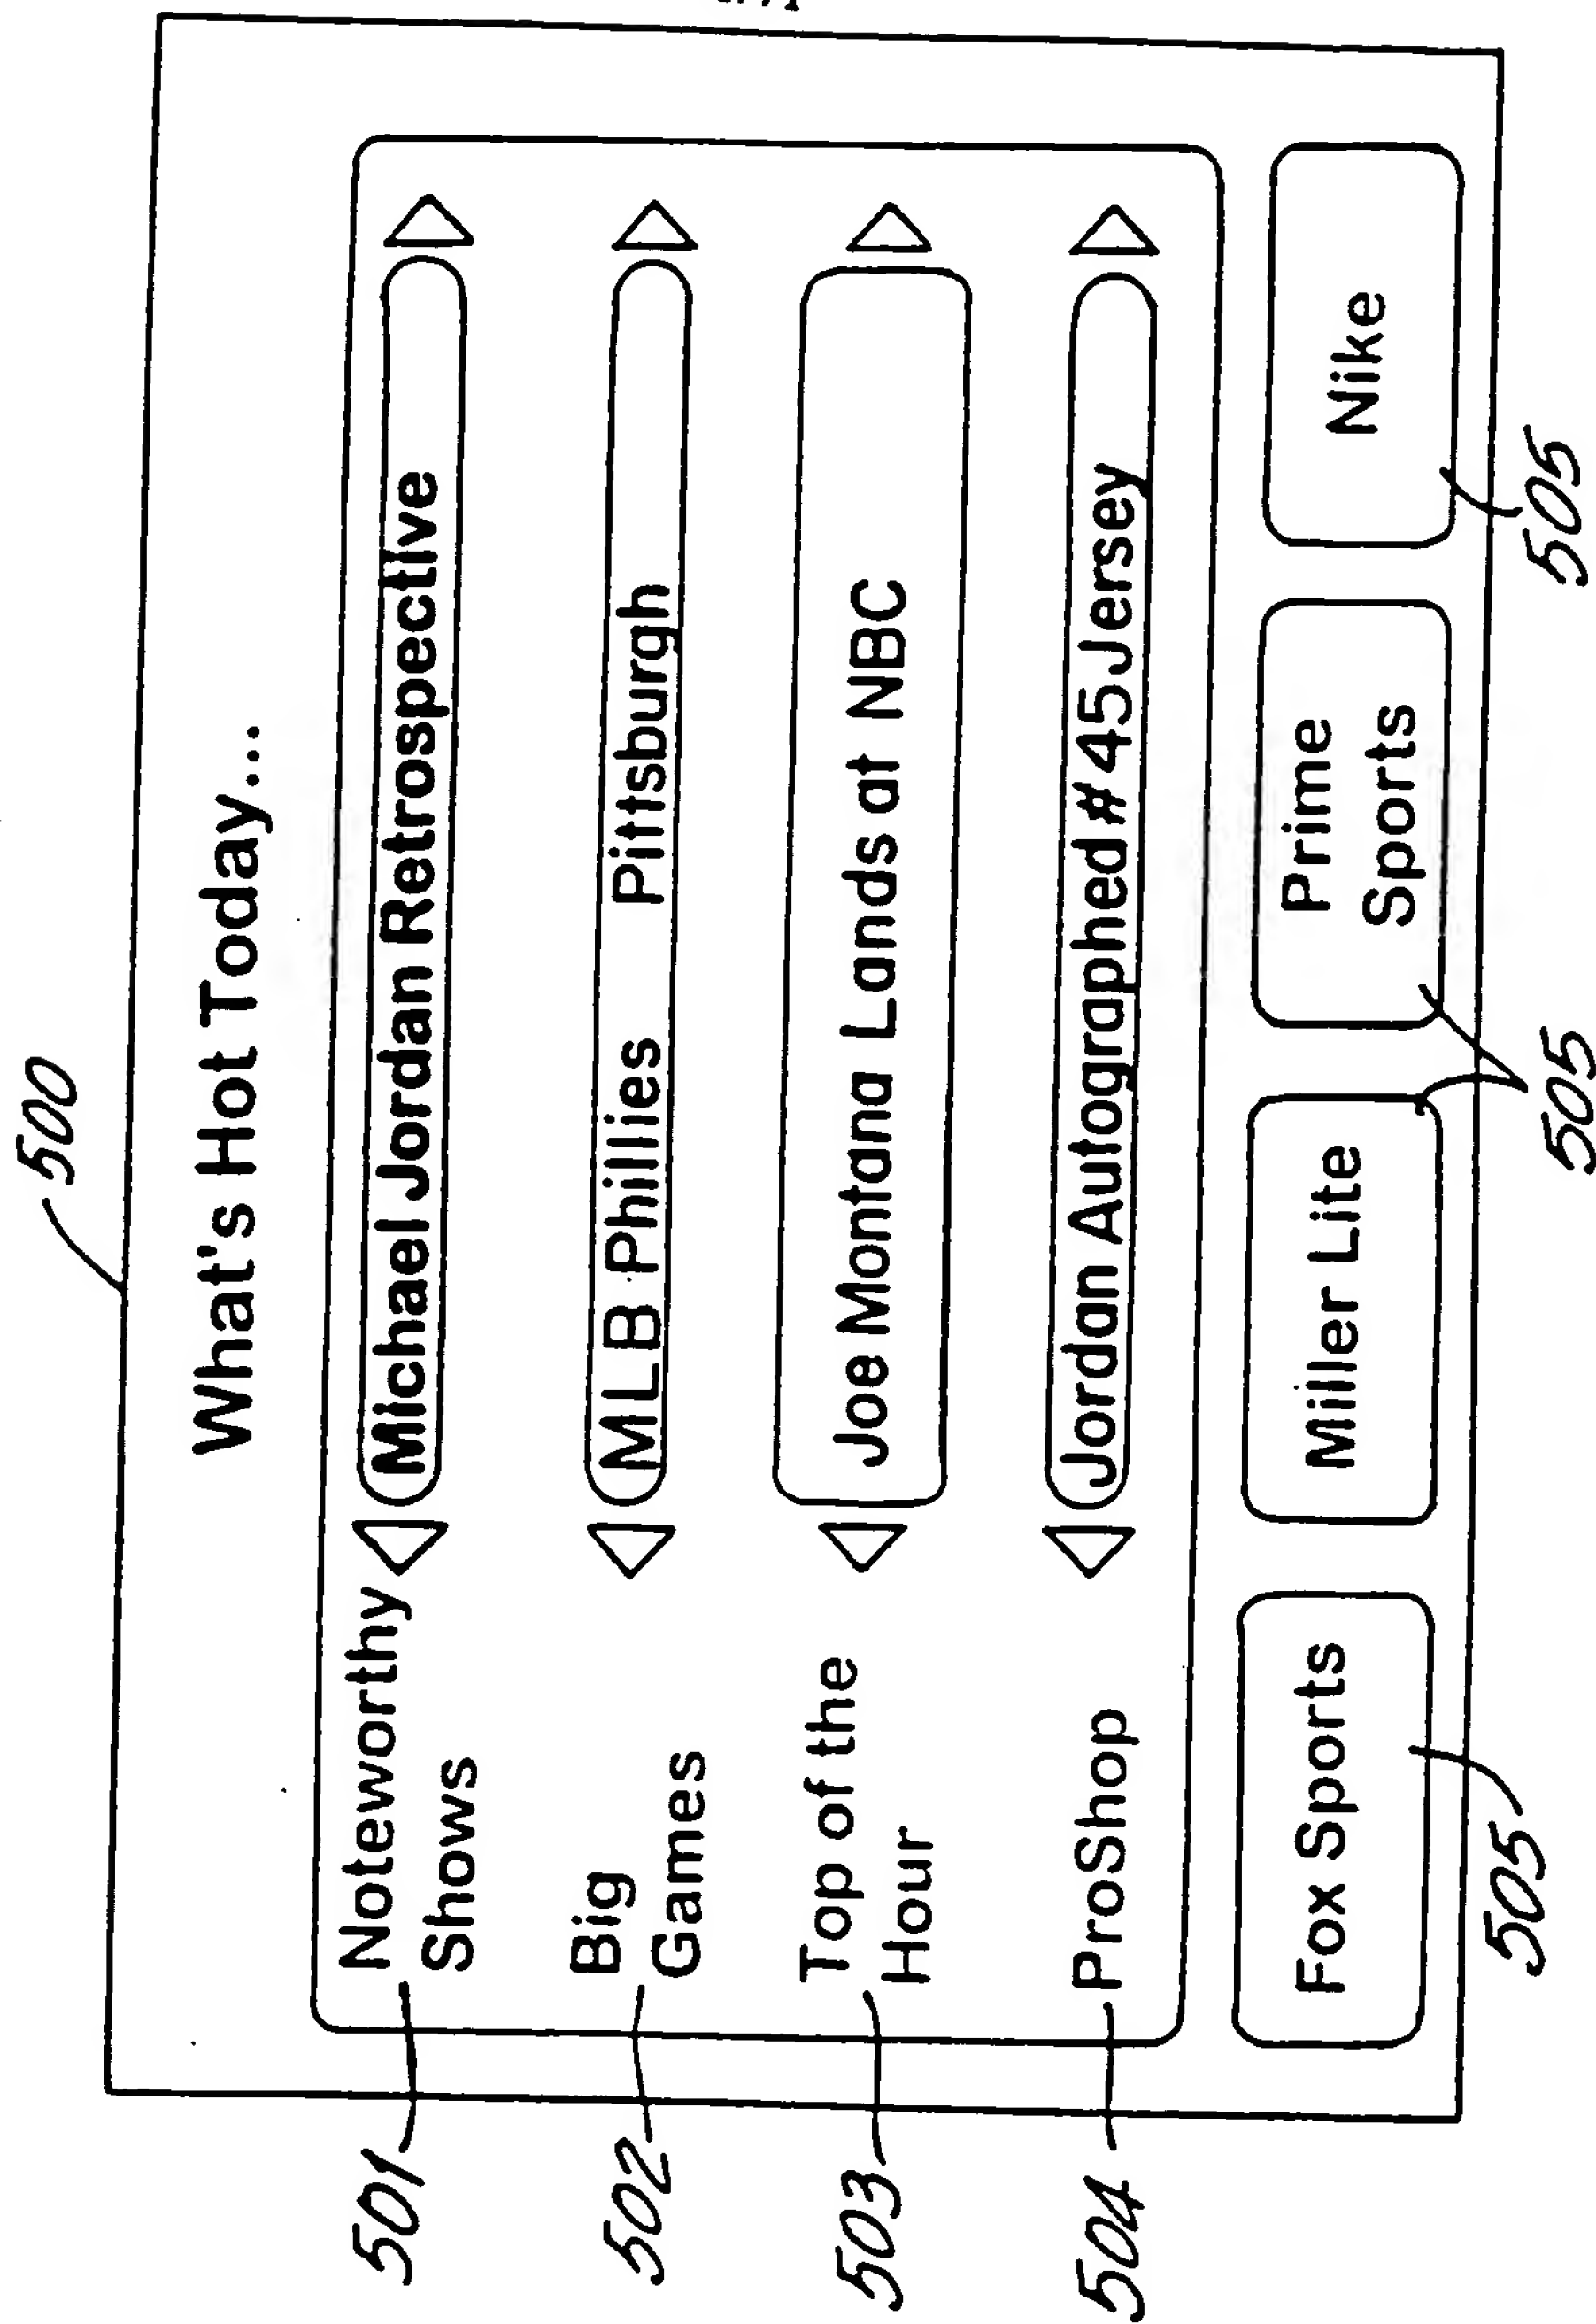 500
What's Hot Today...
501
Noteworthy
Shows
Michael Jordan Retrospective
502
Big
Games
MLB Phillies Pittsburgh
503
Top of the
Hour
Joe Montana Lands at NBC
504
ProShop
Jordan Autographed #45 Jersey
Fox Sports
Miller Lite
Prime
Sports
Nike
505
505
505